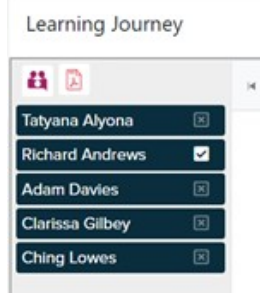 Learning Journey
Tatyana Alyona
Richard Andrews
Adam Davies
Clarissa Gilbey
Ching Lowes